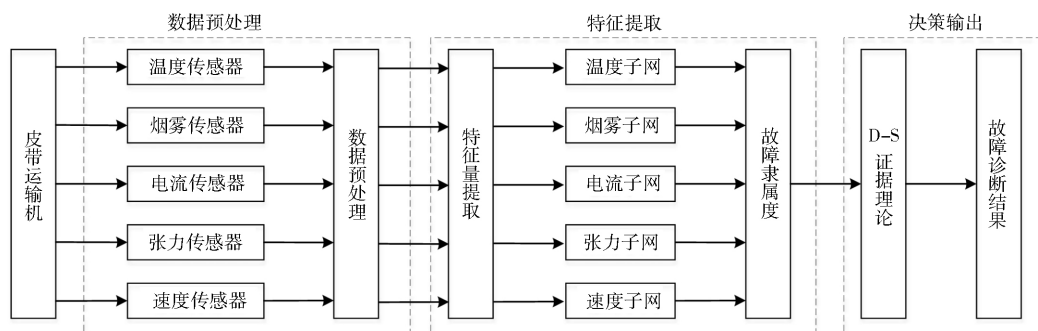 数据预处理
特征提取
决策输出
皮带运输机
温度传感器
烟雾传感器
电流传感器
张力传感器
速度传感器
数据预处理
特征量提取
温度子网
烟雾子网
电流子网
张力子网
速度子网
故障隶属度
D-S
证据理论
故障诊断结果